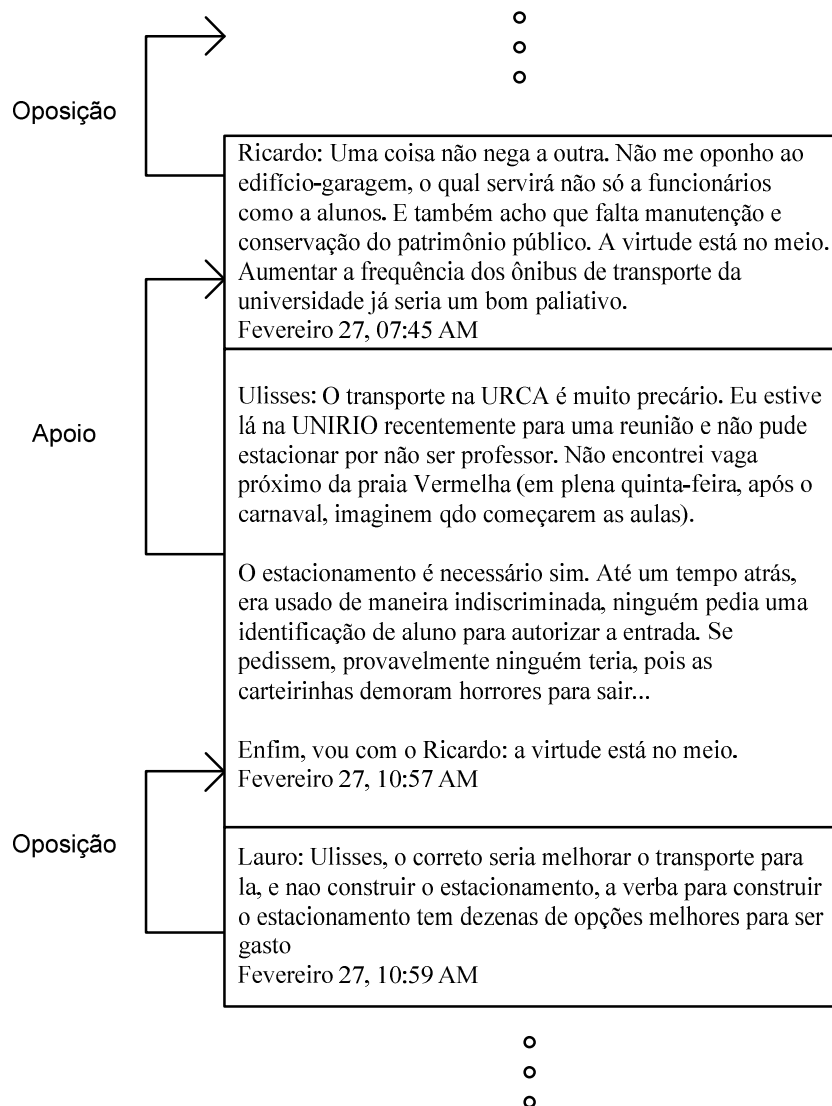 Oposição
Ricardo: Uma coisa não nega a outra. Não me oponho ao
edifício-garagem, o qual servirá não só a funcionários
como a alunos. E também acho que falta manutenção e
conservação do patrimônio público. A virtude está no meio.
Aumentar a frequência dos ônibus de transporte da
universidade já seria um bom paliativo.
Fevereiro 27, 07:45 AM
Apoio
Ulisses: O transporte na URCA é muito precário. Eu estive
lá na UNIRIO recentemente para uma reunião e não pude
estacionar por não ser professor. Não encontrei vaga
próximo da praia Vermelha (em plena quinta-feira, após o
carnaval, imaginem qdo começarem as aulas).
O estacionamento é necessário sim. Até um tempo atrás,
era usado de maneira indiscriminada, ninguém pedia uma
identificação de aluno para autorizar a entrada. Se
pedissem, provavelmente ninguém teria, pois as
carteirinhas demoram horrores para sair...
Enfim, vou com o Ricardo: a virtude está no meio.
Fevereiro 27, 10:57 AM
Oposição
Lauro: Ulisses, o correto seria melhorar o transporte para
la, e nao construir o estacionamento, a verba para construir
o estacionamento tem dezenas de opções melhores para ser
gasto
Fevereiro 27, 10:59 AM